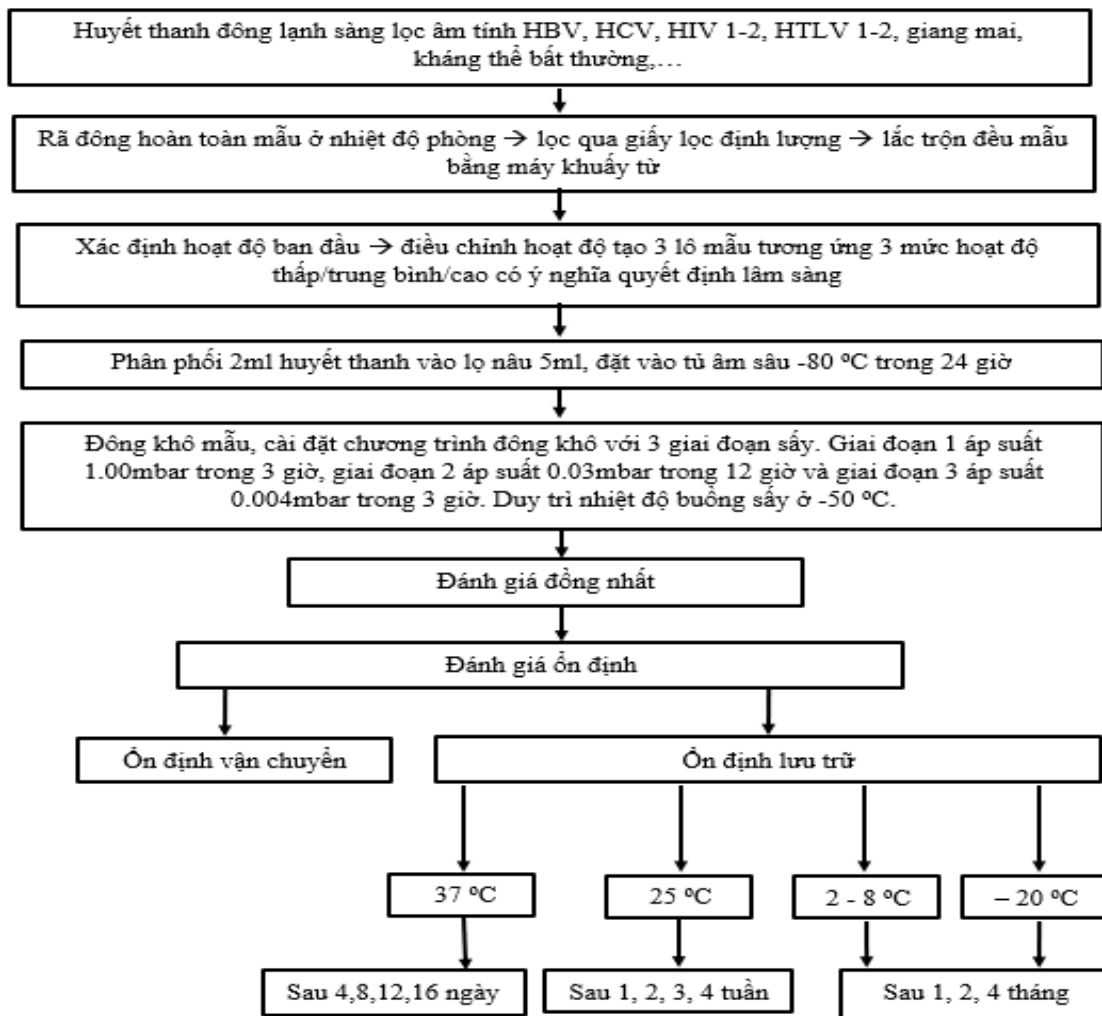 Huyết thanh đông lạnh sàng lọc âm tính HBV, HCV, HIV 1-2, HTLV 1-2, giang mai,
kháng thể bất thường,…
Rã đông hoàn toàn mẫu ở nhiệt độ phòng → lọc qua giấy lọc định lượng → lắc trộn đều mẫu
bằng máy khuấy từ
Xác định hoạt độ ban đầu → điều chỉnh hoạt độ tạo 3 lô mẫu tương ứng 3 mức hoạt độ
thấp/trung bình/cao có ý nghĩa quyết định lâm sàng
Phân phối 2ml huyết thanh vào lọ nâu 5ml, đặt vào tủ âm sâu -80 ºC trong 24 giờ
Đông khô mẫu, cài đặt chương trình đông khô với 3 giai đoạn sấy. Giai đoạn 1 áp suất
1.00mbar trong 3 giờ, giai đoạn 2 áp suất 0.03mbar trong 12 giờ và giai đoạn 3 áp suất
0.004mbar trong 3 giờ. Duy trì nhiệt độ buồng sấy ở -50 ºC.
Đánh giá đồng nhất
Đánh giá ổn định
Ổn định vận chuyển
Ổn định lưu trữ
37 ºC
25 ºC
2 - 8 ºC
– 20 ºC
Sau 4,8,12,16 ngày
Sau 1, 2, 3, 4 tuần
Sau 1, 2, 4 tháng